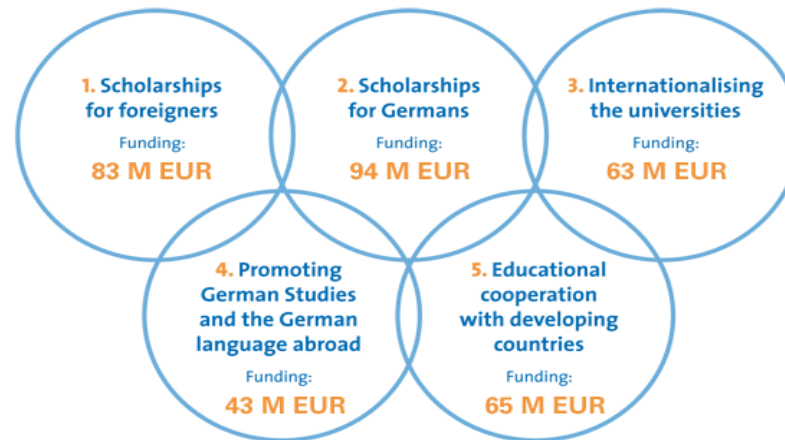 1. Scholarships
for foreigners
Funding:
83 M EUR
2. Scholarships
for Germans
Funding:
94 M EUR
3. Internationalising
the universities
Funding:
63 M EUR
4. Promoting
German Studies
and the German
language abroad
Funding:
43 M EUR
5. Educational
cooperation
with developing
countries
Funding:
65 M EUR